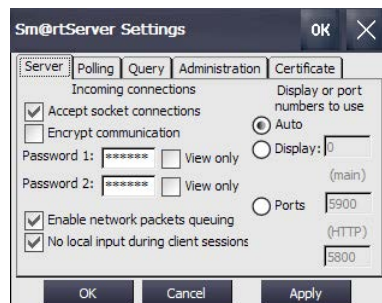 Sm@rtServer Settings OK
Server Polling Query Administration Certificate
Incoming connections
Accept socket connections
Encrypt communication
Password 1: ****** View only
Password 2: ****** View only
Enable network packets queuing
No local input during client sessions
Display or port
numbers to use
Auto
Display: 0
(main)
Ports 5900
(HTTP)
5800
OK Cancel Apply